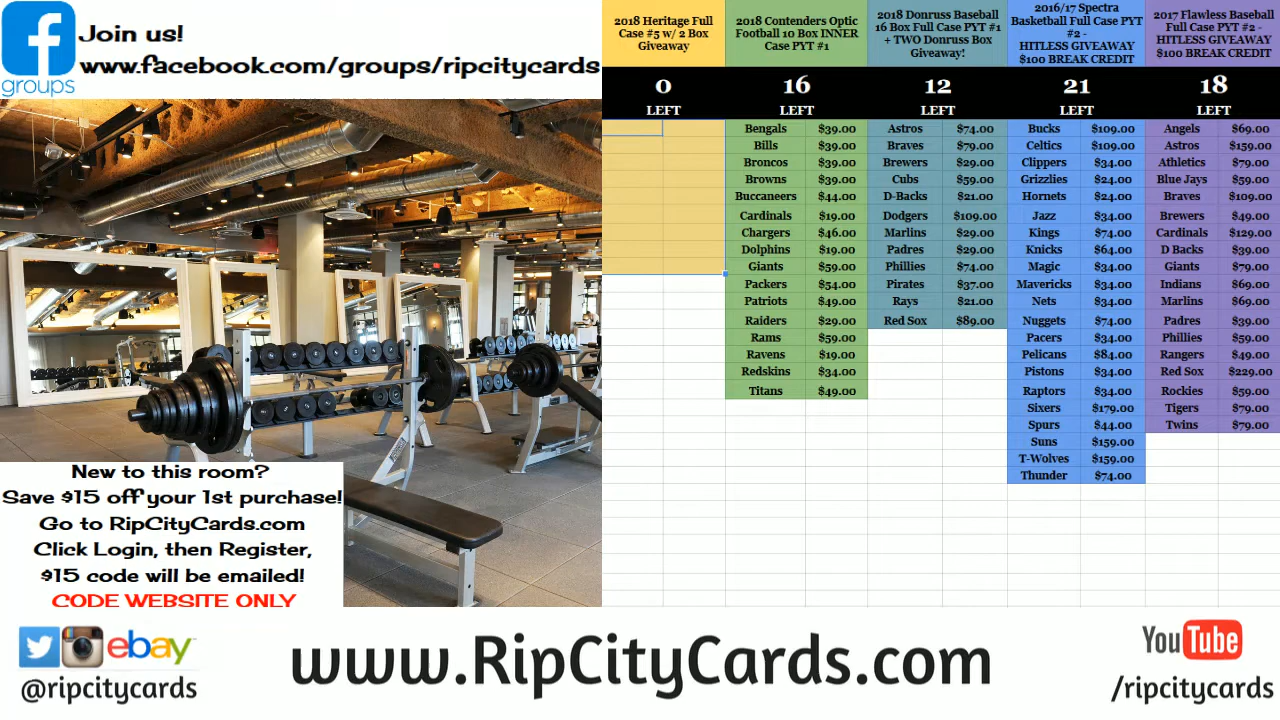 groups
Join us!
www.facebook.com/groups/ripcitycards
2018 Heritage Full
Case #5 w/ 2 Box
Giveaway
0
LEFT
2018 Contenders Optic
Football 10 Box INNER
Case PYT #1
16
LEFT
Bengals $39.00
Bills $39.00
Broncos $39.00
Browns $39.00
Buccaneers $44.00
Cardinals $19.00
Chargers $46.00
Dolphins $19.00
Giants $59.00
Packers $54.00
Patriots $49.00
Raiders $29.00
Rams $59.00
Ravens $19.00
Redskins $34.00
Titans $49.00
2018 Donruss Baseball
16 Box Full Case PYT #1
+ TWO Donruss Box
Giveaway!
12
LEFT
Astros $74.00
Braves $79.00
Brewers $29.00
Cubs $59.00
D-Backs $21.00
Dodgers $109.00
Marlins $29.00
Padres $29.00
Phillies $74.00
Pirates $37.00
Rays $21.00
Red Sox $89.00
2016/17 Spectra
Basketball Full Case PYT
#2 -
HITLESS GIVEAWAY
$100 BREAK CREDIT
21
LEFT
Bucks $109.00
Celtics $109.00
Clippers $34.00
Grizzlies $24.00
Hornets $24.00
Jazz $34.00
Kings $74.00
Knicks $64.00
Magic $34.00
Mavericks $34.00
Nets $34.00
Nuggets $74.00
Pacers $34.00
Pelicans $84.00
Pistons $34.00
Raptors $34.00
Sixers $179.00
Spurs $44.00
Suns $159.00
T-Wolves $159.00
Thunder $74.00
2017 Flawless Baseball
Full Case PYT #2 -
HITLESS GIVEAWAY
$100 BREAK CREDIT
18
LEFT
Angels $69.00
Astros $159.00
Athletics $79.00
Blue Jays $59.00
Braves $109.00
Brewers $49.00
Cardinals $129.00
D Backs $39.00
Giants $79.00
Indians $69.00
Marlins $69.00
Padres $39.00
Phillies $59.00
Rangers $49.00
Red Sox $229.00
Rockies $59.00
Tigers $79.00
Twins $79.00
New to this room?
Save $15 off your 1st purchase!
Go to RipCityCards.com
Click Login, then Register,
$15 code will be emailed!
CODE WEBSITE ONLY
ebay
@ripcitycards
www.RipCityCards.com
YouTube
/ripcitycards